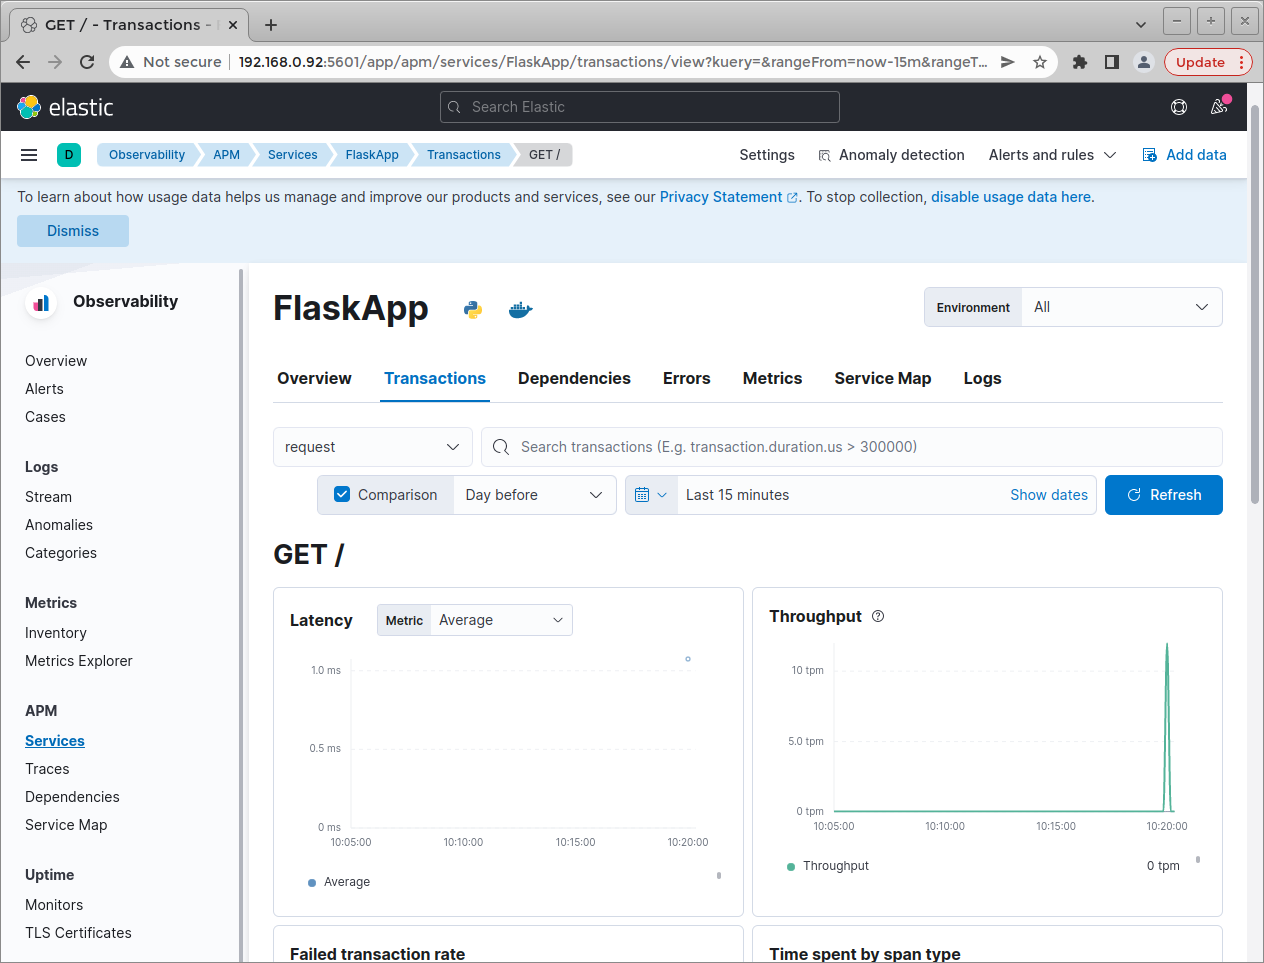 GET / - Transactions -
Not secure
192.168.0.92:5601/app/apm/services/FlaskApp/transactions/view?kuery=&rangeFrom=now-15m&rangeT...
Update
elastic
Search Elastic
D
Observability
APM
Services
FlaskApp
Transactions
GET /
Settings
Anomaly detection
Alerts and rules
Add data
To learn about how usage data helps us manage and improve our products and services, see our Privacy Statement. To stop collection, disable usage data here.
Dismiss
Observability
Overview
Alerts
Cases
Logs
Stream
Anomalies
Categories
Metrics
Inventory
Metrics Explorer
APM
Services
Traces
Dependencies
Service Map
Uptime
Monitors
TLS Certificates
FlaskApp
Environment
All
Overview
Transactions
Dependencies
Errors
Metrics
Service Map
Logs
request
Search transactions (E.g. transaction.duration.us > 300000)
Comparison
Day before
Last 15 minutes
Show dates
Refresh
GET /
Latency
Metric
Average
1.0 ms
0.5 ms
0 ms
10:05:00
10:10:00
10:15:00
10:20:00
Average
Throughput
10 tpm
5.0 tpm
0 tpm
10:05:00
10:10:00
10:15:00
10:20:00
Throughput
0 tpm
Failed transaction rate
Time spent by span type